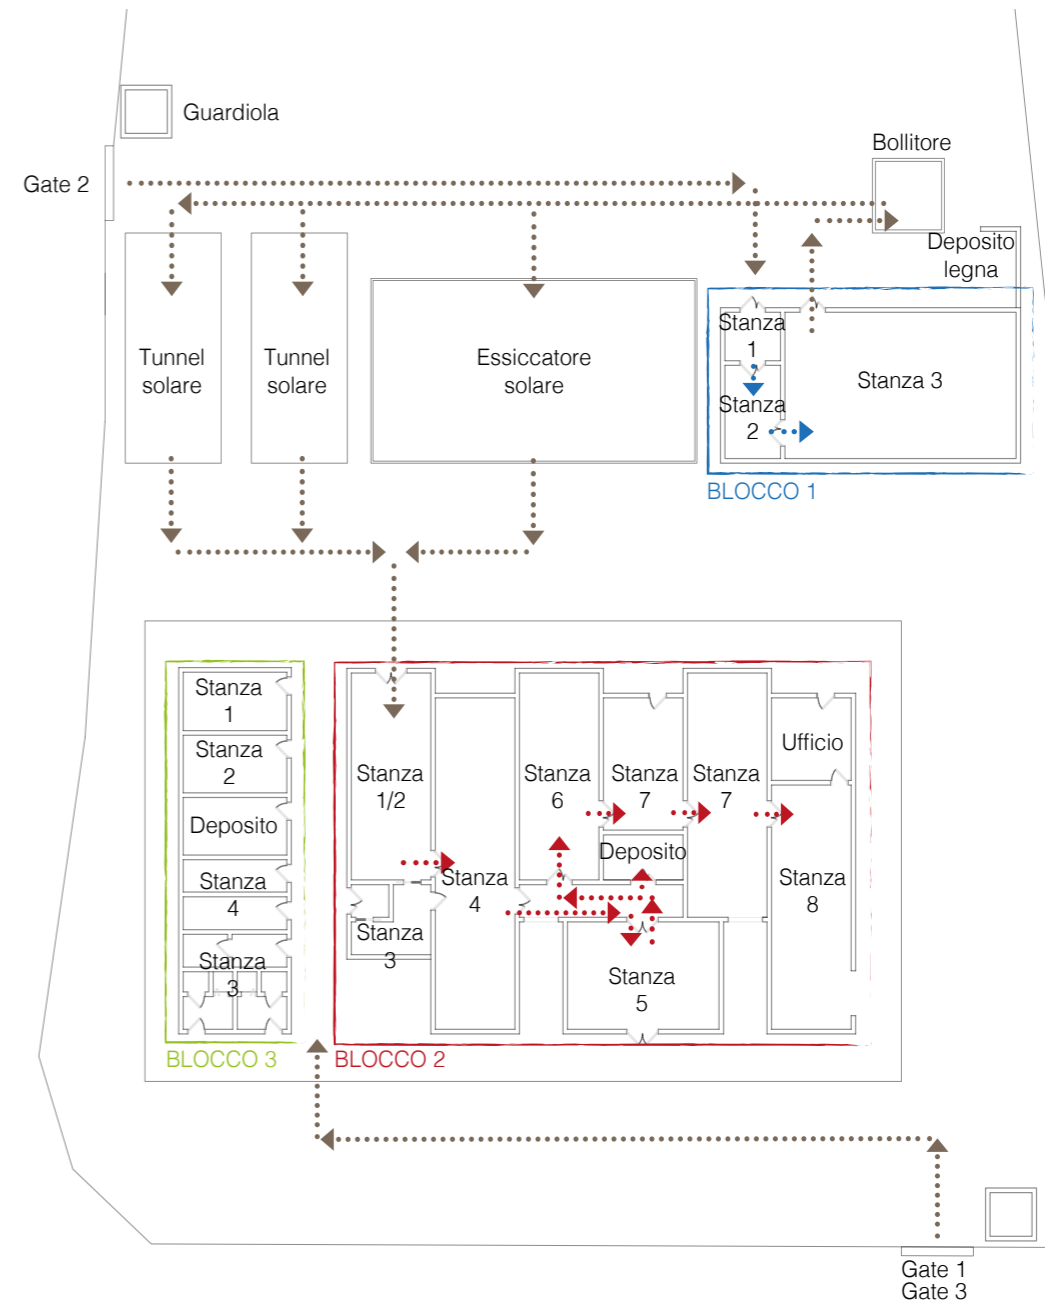 Guardiola
Bollitore
Gate 2
Deposito
legna
Stanza
1
Tunnel
solare
Tunnel
solare
Essiccatore
solare
Stanza 3
Stanza
2
BLOCCO 1
Stanza
1
Stanza
2
Deposito
Stanza
4
Stanza
3
BLOCCO 3
Stanza
1/2
Stanza
3
Stanza
4
Stanza
6
Stanza
7
Deposito
Stanza
5
Stanza
7
Ufficio
Stanza
8
BLOCCO 2
Gate 1
Gate 3